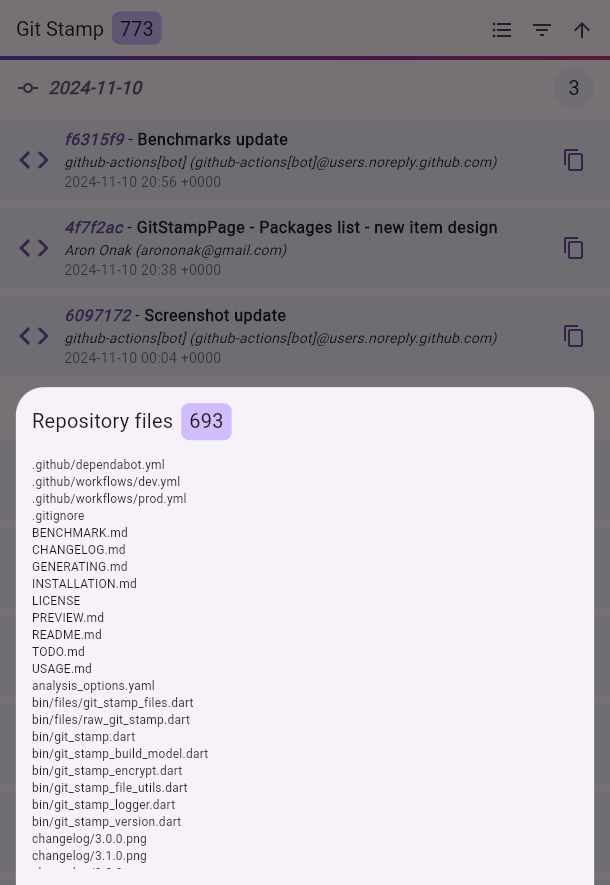 Git Stamp 773
2024-11-10 3
f6315f9 - Benchmarks update
github-actions[bot] (github-actions[bot]@users.noreply.github.com)
2024-11-10 20:56 +0000
4f7f2ac - GitStampPage - Packages list - new item design
Aron Onak (arononak@gmail.com)
2024-11-10 20:38 +0000
6097172 - Screenshot update
github-actions[bot] (github-actions[bot]@users.noreply.github.com)
2024-11-10 00:04 +0000
Repository files 693
.github/dependabot.yml
.github/workflows/dev.yml
.github/workflows/prod.yml
.gitignore
BENCHMARK.md
CHANGELOG.md
GENERATING.md
INSTALLATION.md
LICENSE
PREVIEW.md
README.md
TODO.md
USAGE.md
analysis_options.yaml
bin/files/git_stamp_files.dart
bin/files/raw_git_stamp.dart
bin/git_stamp.dart
bin/git_stamp_build_model.dart
bin/git_stamp_encrypt.dart
bin/git_stamp_file_utils.dart
bin/git_stamp_logger.dart
bin/git_stamp_version.dart
changelog/3.0.0.png
changelog/3.1.0.png